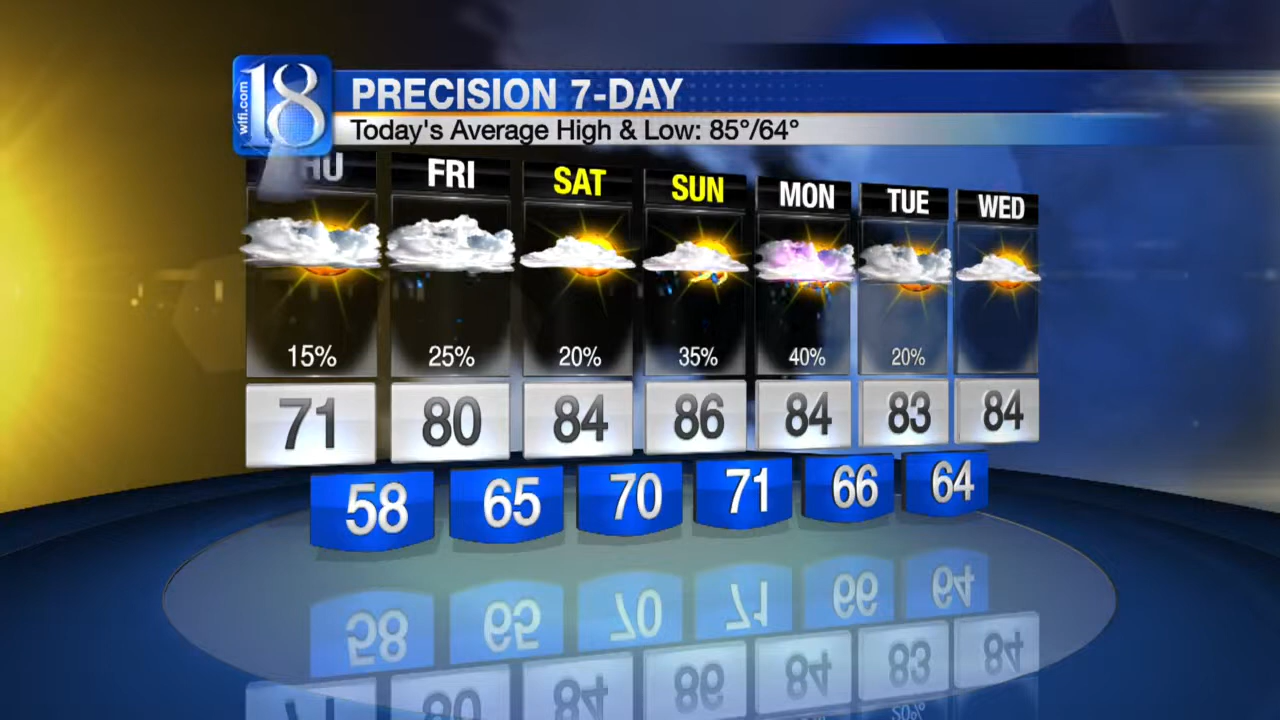 wlfi.com
18
PRECISION 7-DAY
Today's Average High & Low: 85°/64°
THU FRI SAT SUN MON TUE WED
15% 25% 20% 35% 40% 20%
71 80 84 86 84 83 84
58 65 70 71 66 64